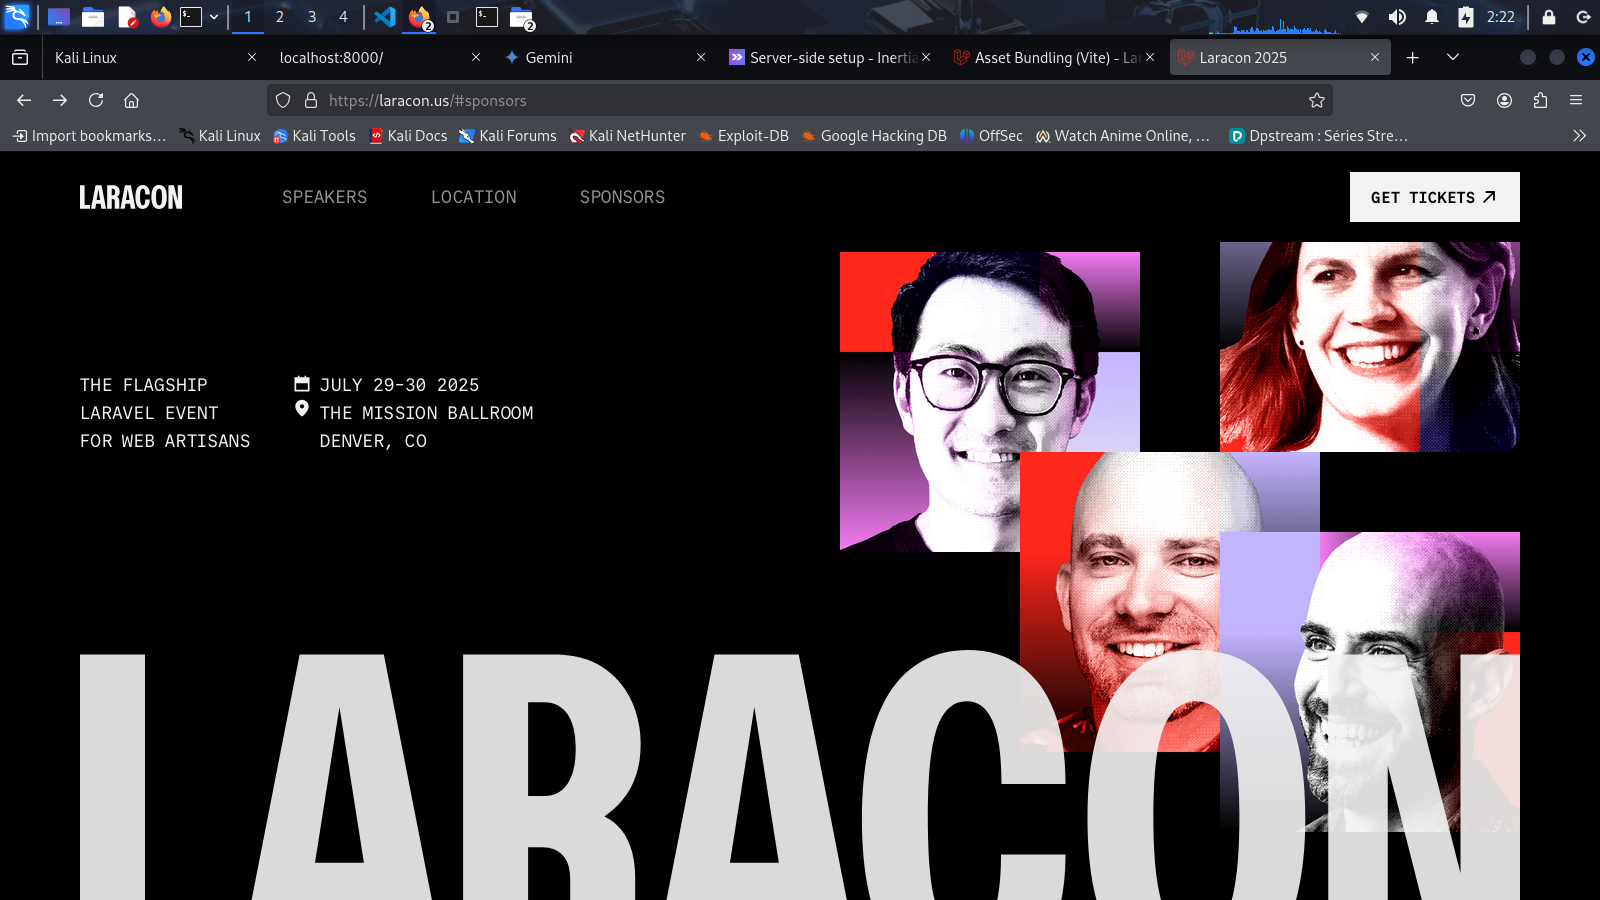 1 2 3 4 2 2 2:22
Kali Linux localhost:8000/ Gemini Server-side setup - Inertia Asset Bundling (Vite) - Lar Laracon 2025
https://laracon.us/#sponsors
Import bookmarks... Kali Linux Kali Tools Kali Docs Kali Forums Kali NetHunter Exploit-DB Google Hacking DB OffSec Watch Anime Online, ... Dpstream : Séries Stre...
LARACON SPEAKERS LOCATION SPONSORS GET TICKETS
THE FLAGSHIP
LARAVEL EVENT
FOR WEB ARTISANS
JULY 29-30 2025
THE MISSION BALLROOM
DENVER, CO
LARACON